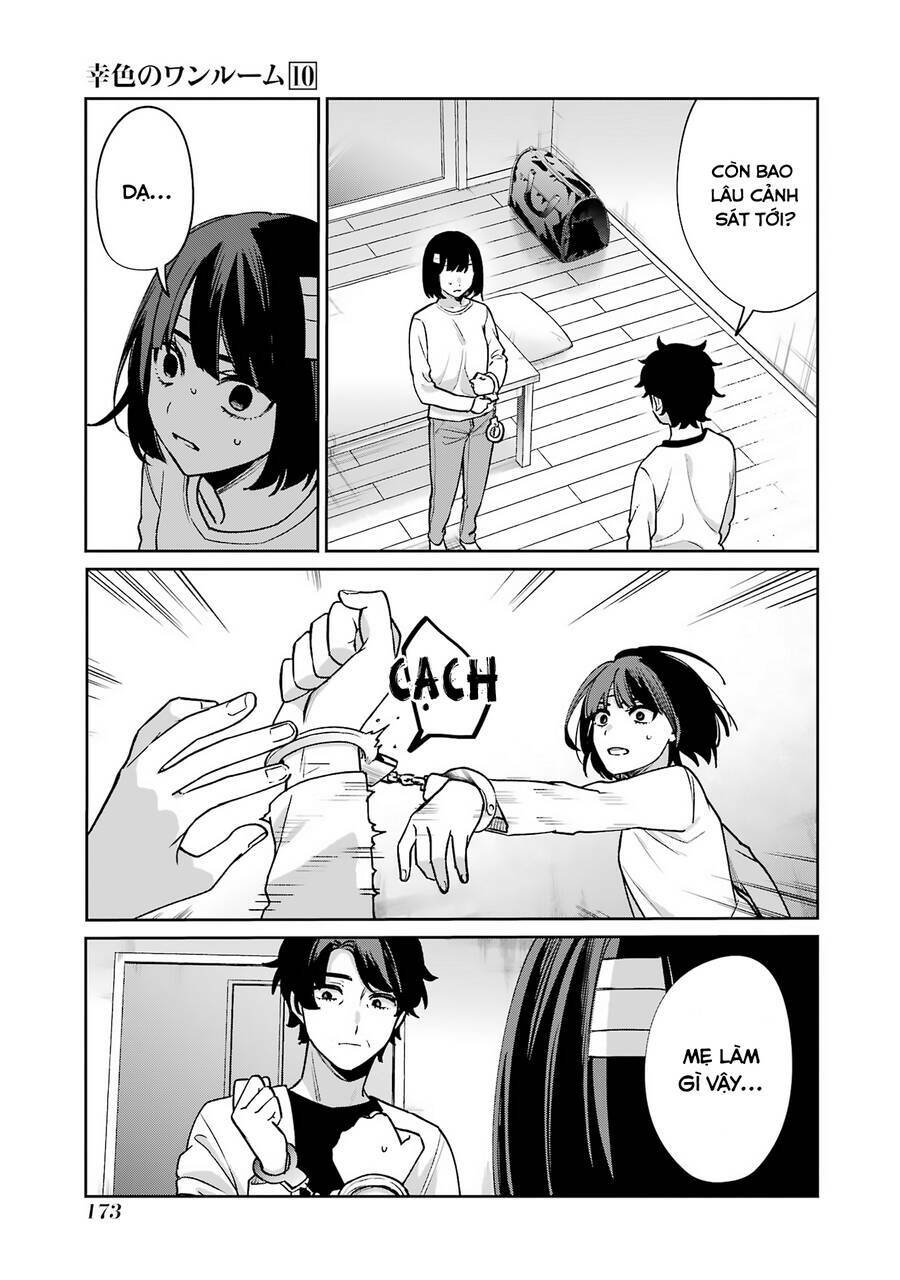 幸色のワンルーム10
CÒN BAO
LÂU CẢNH
SÁT TỚI?
DẠ...
CẠCH
MẸ LÀM
GÌ VẬY...
173